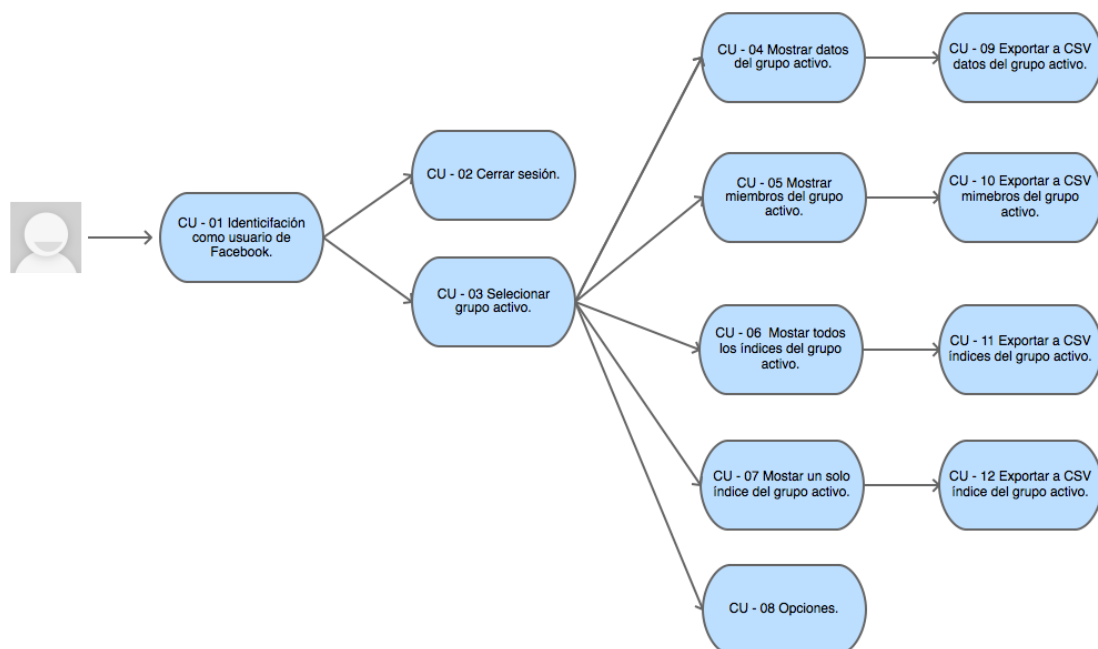 CU - 01 Identicifación
como usuario de
Facebook.
CU - 02 Cerrar sesión.
CU - 03 Selecionar
grupo activo.
CU - 04 Mostrar datos
del grupo activo.
CU - 05 Mostrar
miembros del grupo
activo.
CU - 06 Mostar todos
los índices del grupo
activo.
CU - 07 Mostar un solo
índice del grupo activo.
CU - 08 Opciones.
CU - 09 Exportar a CSV
datos del grupo activo.
CU - 10 Exportar a CSV
mimebros del grupo
activo.
CU - 11 Exportar a CSV
índices del grupo activo.
CU - 12 Exportar a CSV
índice del grupo activo.